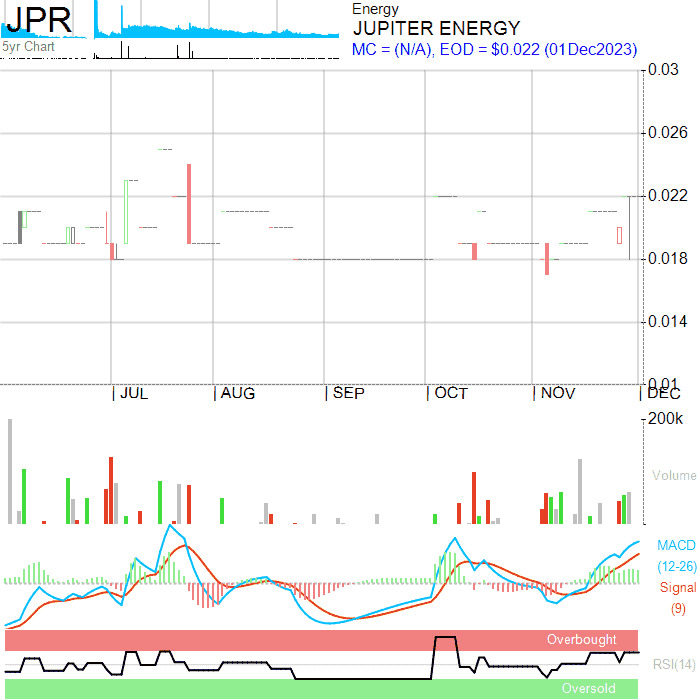 JPR
5yr Chart
Energy
JUPITER ENERGY
MC = (N/A), EOD = $0.022 (01Dec2023)
0.03
0.026
0.022
0.018
0.014
0.01
JUL AUG SEP OCT NOV DEC
200k
Volume
MACD
(12-26)
Signal
(9)
Overbought
RSI(14)
Oversold